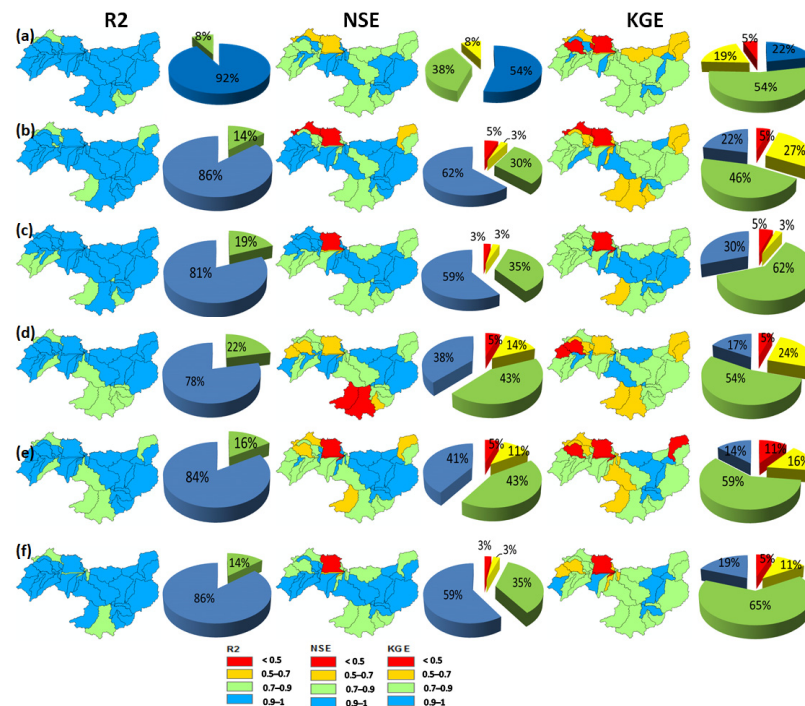 R2 NSE KGE
(a) 8% 92% 8% 38% 54% 5% 22% 19% 54%
(b) 14% 86% 5% 3% 62% 30% 22% 5% 27% 46%
(c) 19% 81% 3% 3% 59% 35% 5% 3% 30% 62%
(d) 22% 78% 5% 14% 38% 43% 17% 5% 24% 54%
(e) 16% 84% 5% 11% 41% 43% 14% 11% 16% 59%
(f) 14% 86% 3% 3% 59% 35% 19% 5% 11% 65%
R2 NSE KGE
< 0.5 < 0.5 < 0.5
0.5–0.7 0.5–0.7 0.5–0.7
0.7–0.9 0.7–0.9 0.7–0.9
0.9–1 0.9–1 0.9–1